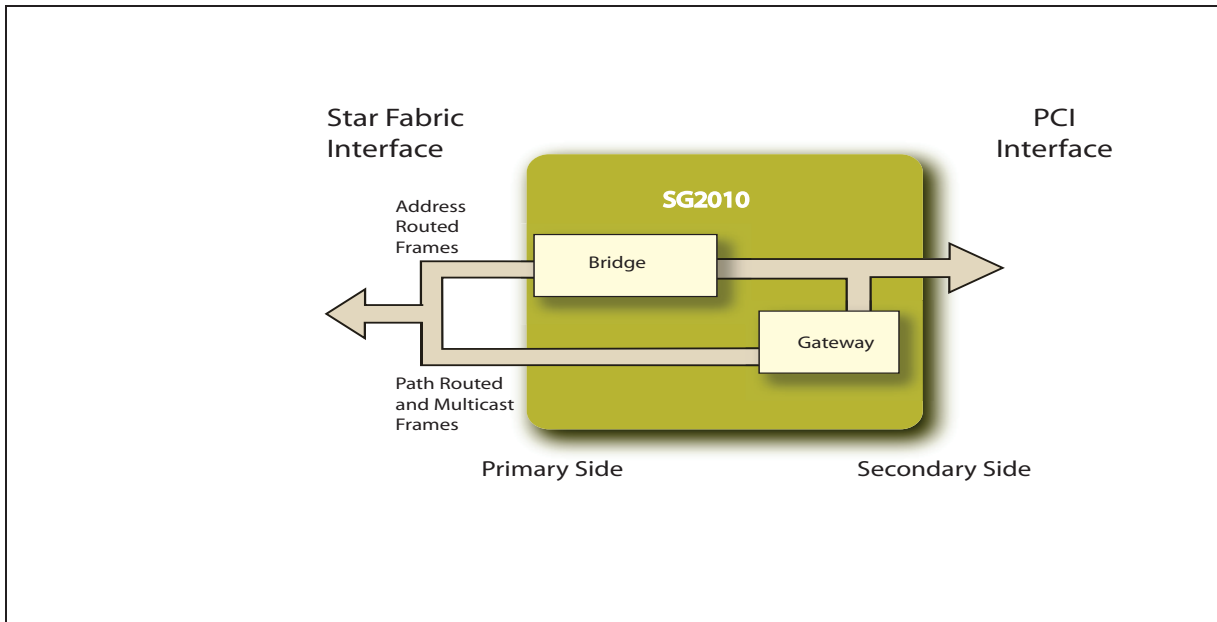 Star Fabric
Interface
PCI
Interface
SG2010
Address
Routed
Frames
Bridge
Gateway
Path Routed
and Multicast
Frames
Primary Side
Secondary Side